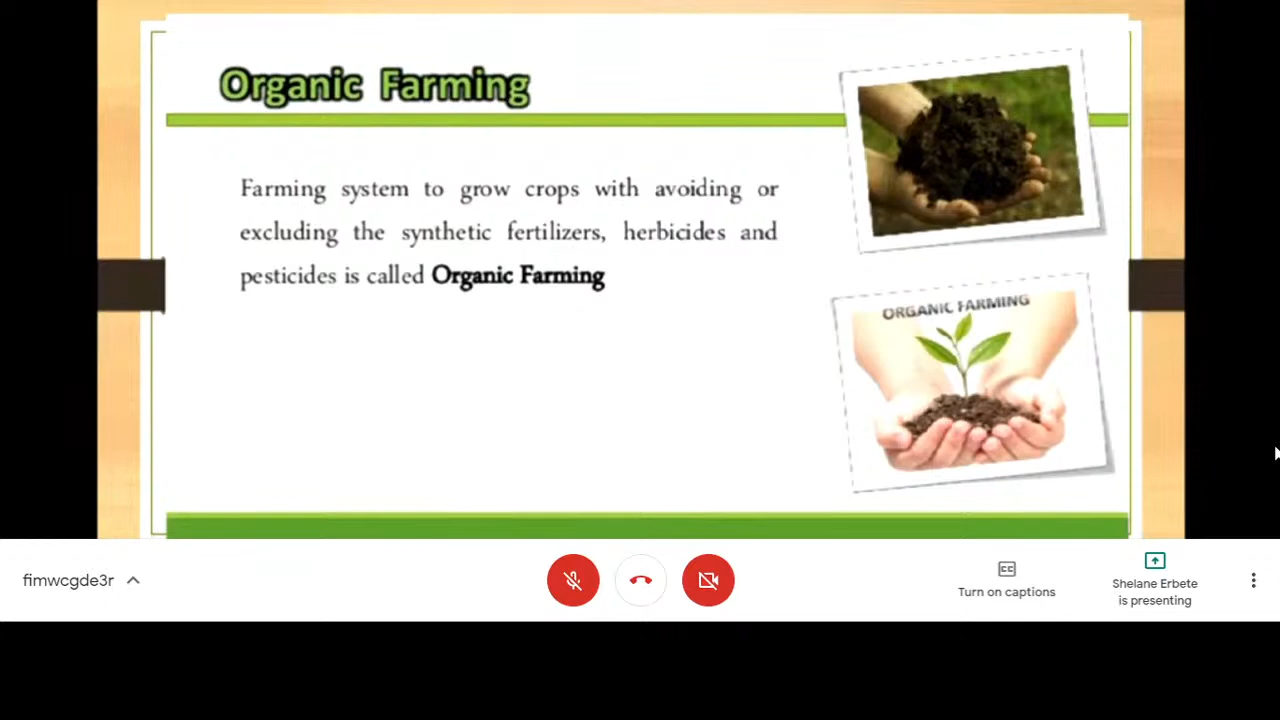 Organic Farming
Farming system to grow crops with avoiding or
excluding the synthetic fertilizers, herbicides and
pesticides is called Organic Farming
ORGANIC FARMING
fimwcgde3r
CC
Turn on captions
Shelane Erbete
is presenting